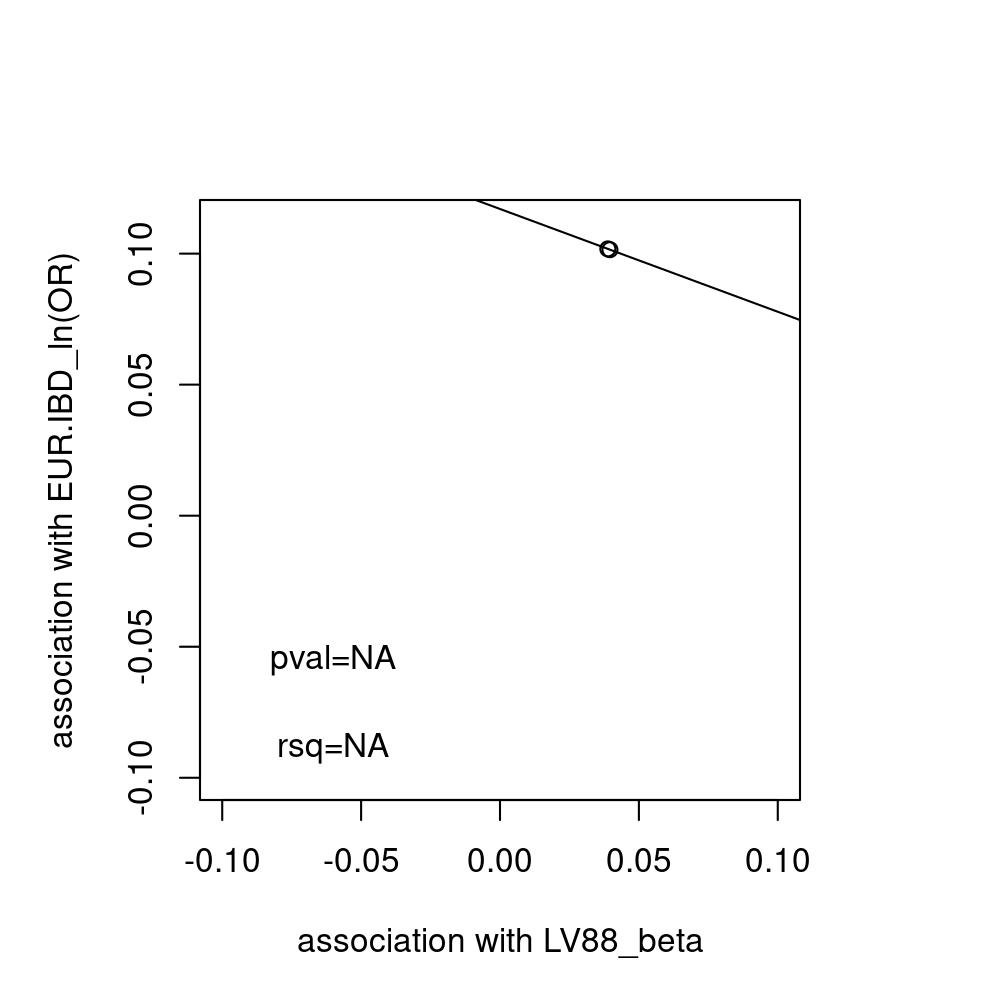 association with EUR.IBD_ln(OR)
0.10
0.05
0.00
-0.05
-0.10
pval=NA
rsq=NA
-0.10 -0.05 0.00 0.05 0.10
association with LV88_beta